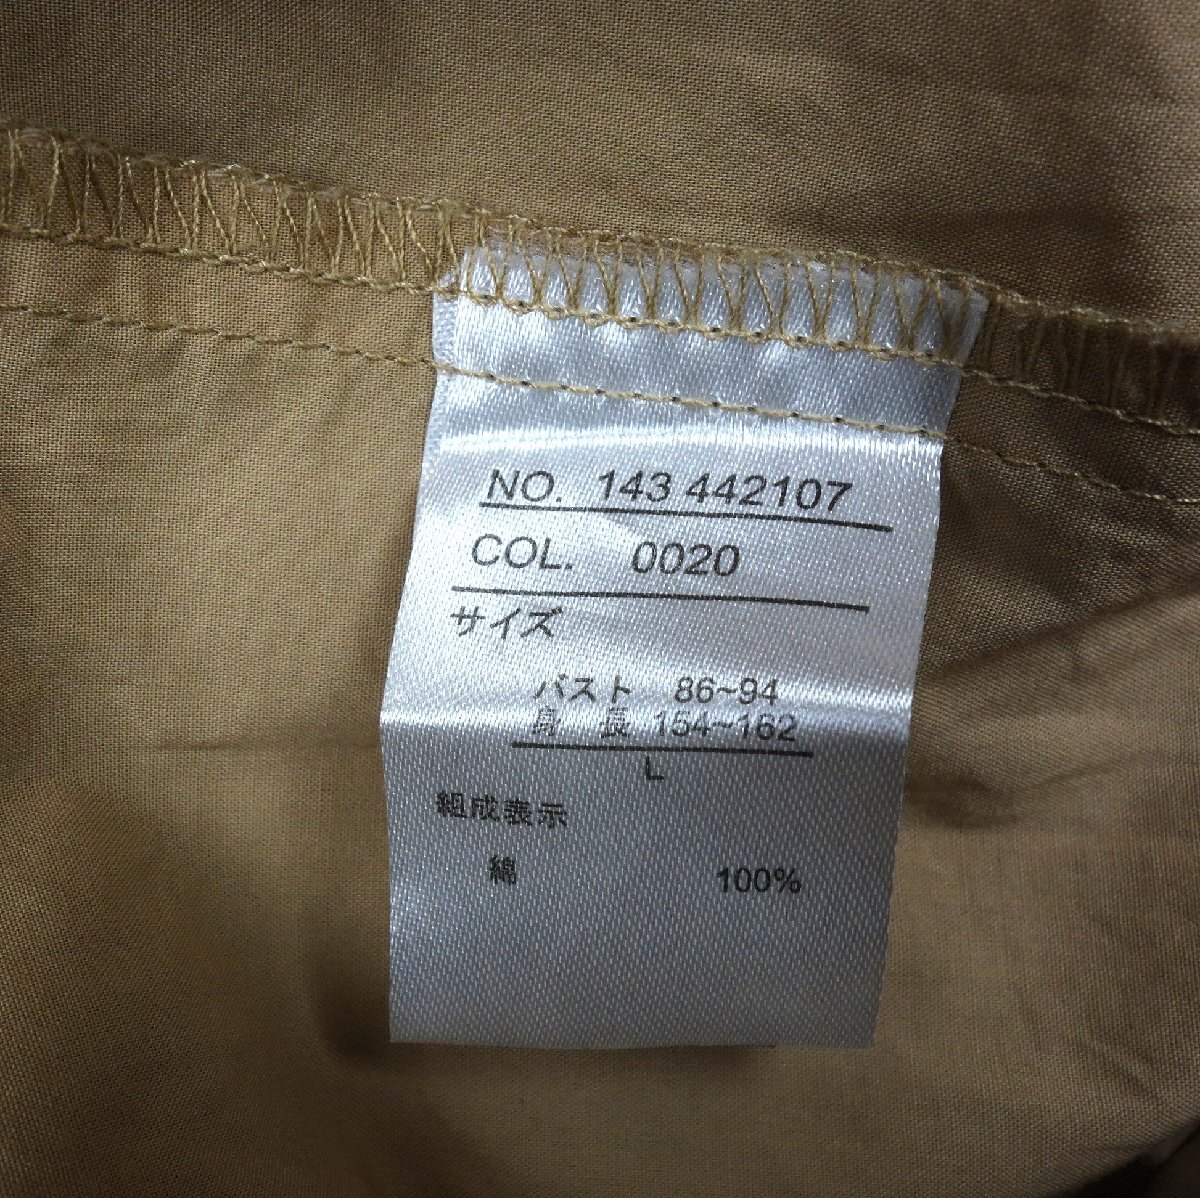 NO. 143 442107
COL. 0020
サイズ
バスト 86~94
身 長 154~162
L
組成表示
綿 100%